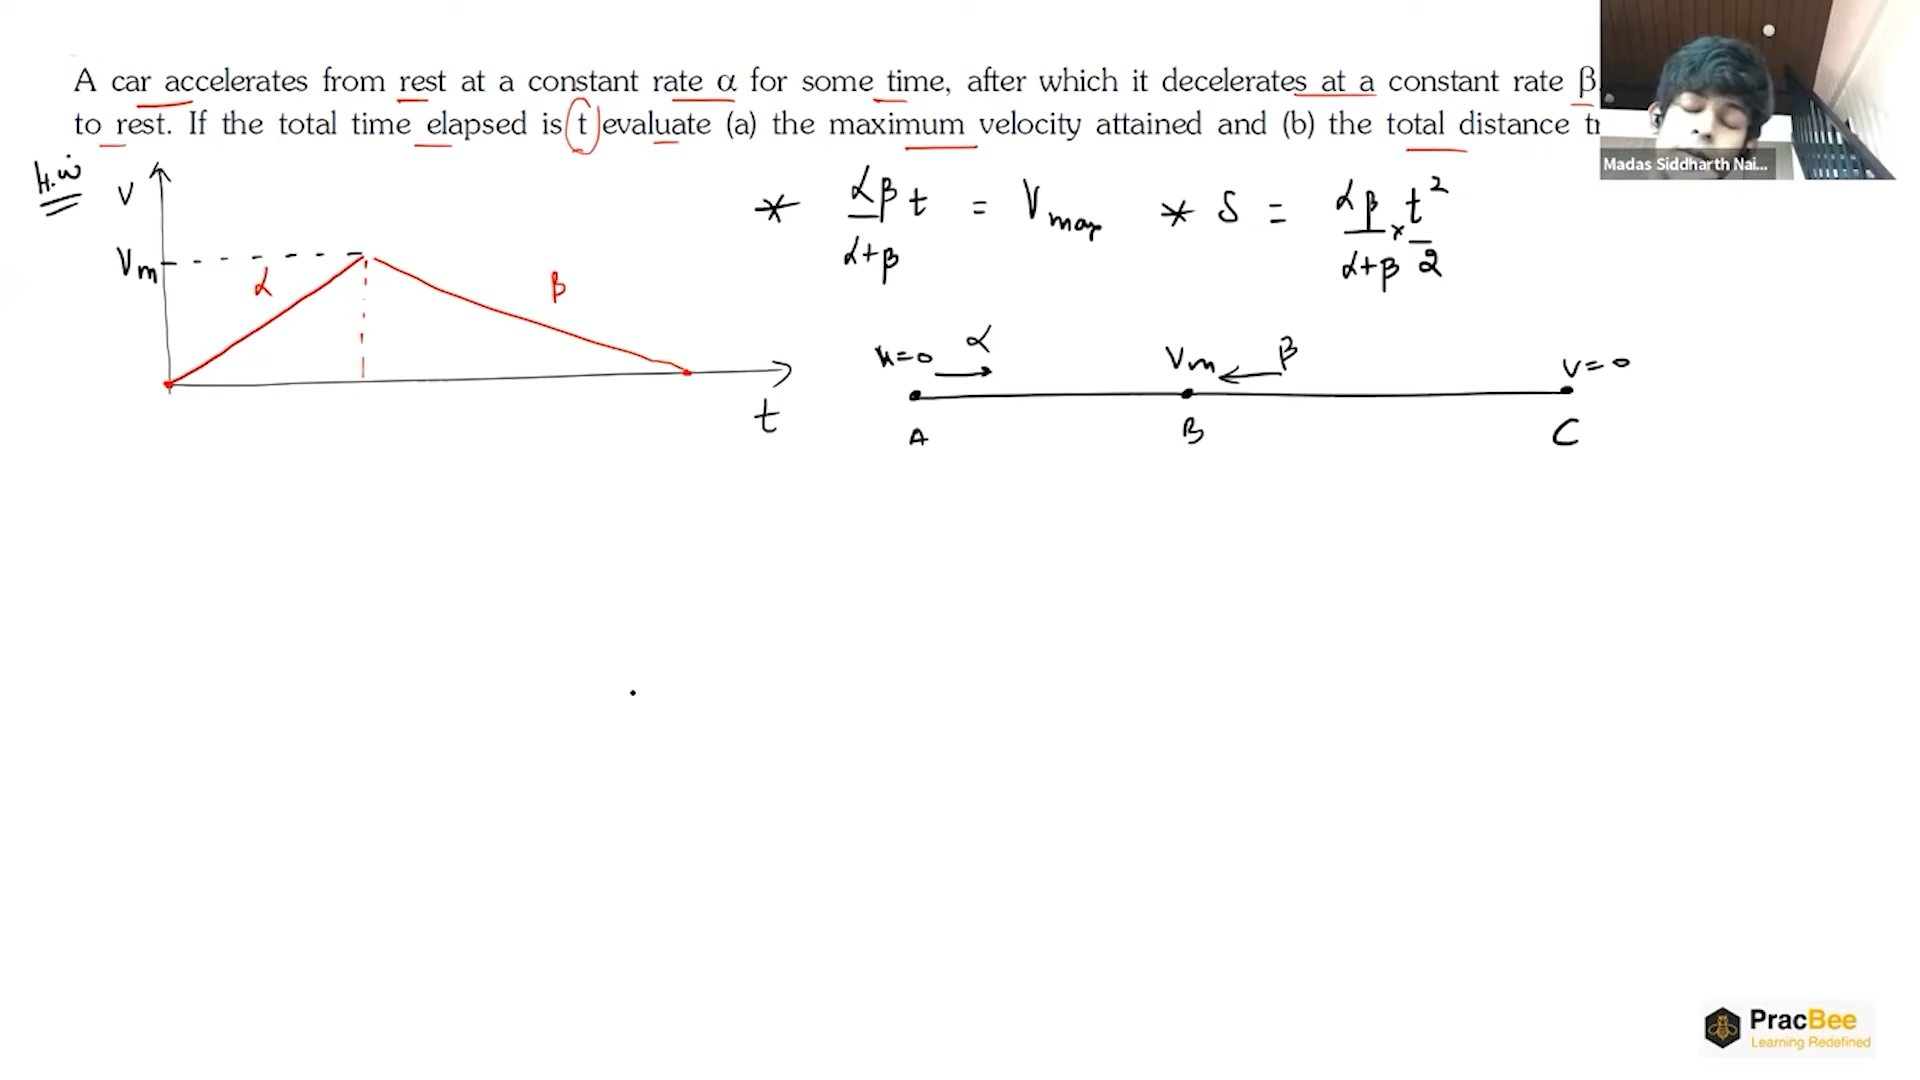 A car accelerates from rest at a constant rate α for some time, after which it decelerates at a constant rate β
to rest. If the total time elapsed is t evaluate (a) the maximum velocity attained and (b) the total distance
Madas Siddharth Nai...
H.W
V
Vm
α
β
t
* αβ/α+β t = Vmax
* S = αβ/α+β × t²/2
u=0
α
Vm
β
v=0
A
B
C
PracBee
Learning Redefined